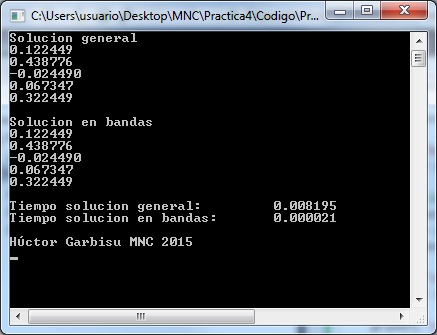 C:\Users\usuario\Desktop\MNC\Practica4\Codigo\Pr...
Solucion general
0.122449
0.438776
-0.024490
0.067347
0.322449
Solucion en bandas
0.122449
0.438776
-0.024490
0.067347
0.322449
Tiempo solucion general: 0.008195
Tiempo solucion en bandas: 0.000021
Húctor Garbisu MNC 2015